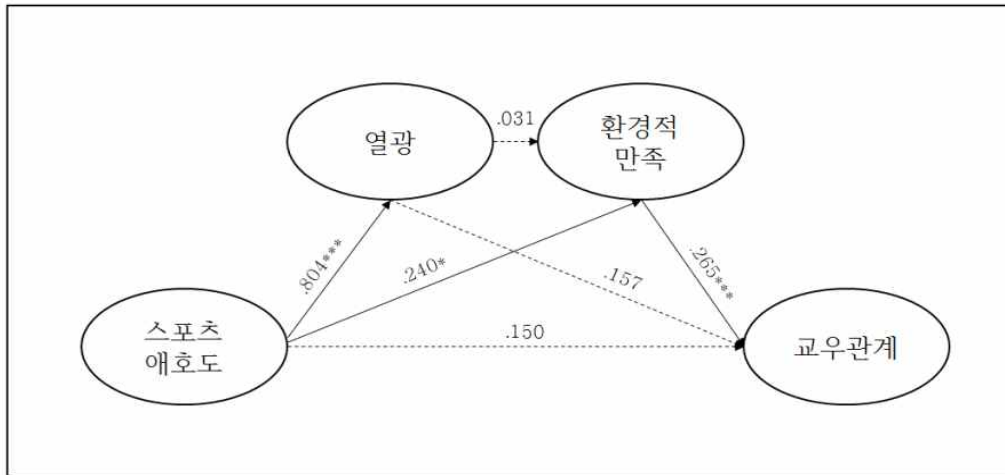 열광
.031
환경적
만족
.804***
.240*
.157
.265***
스포츠
애호도
.150
교우관계